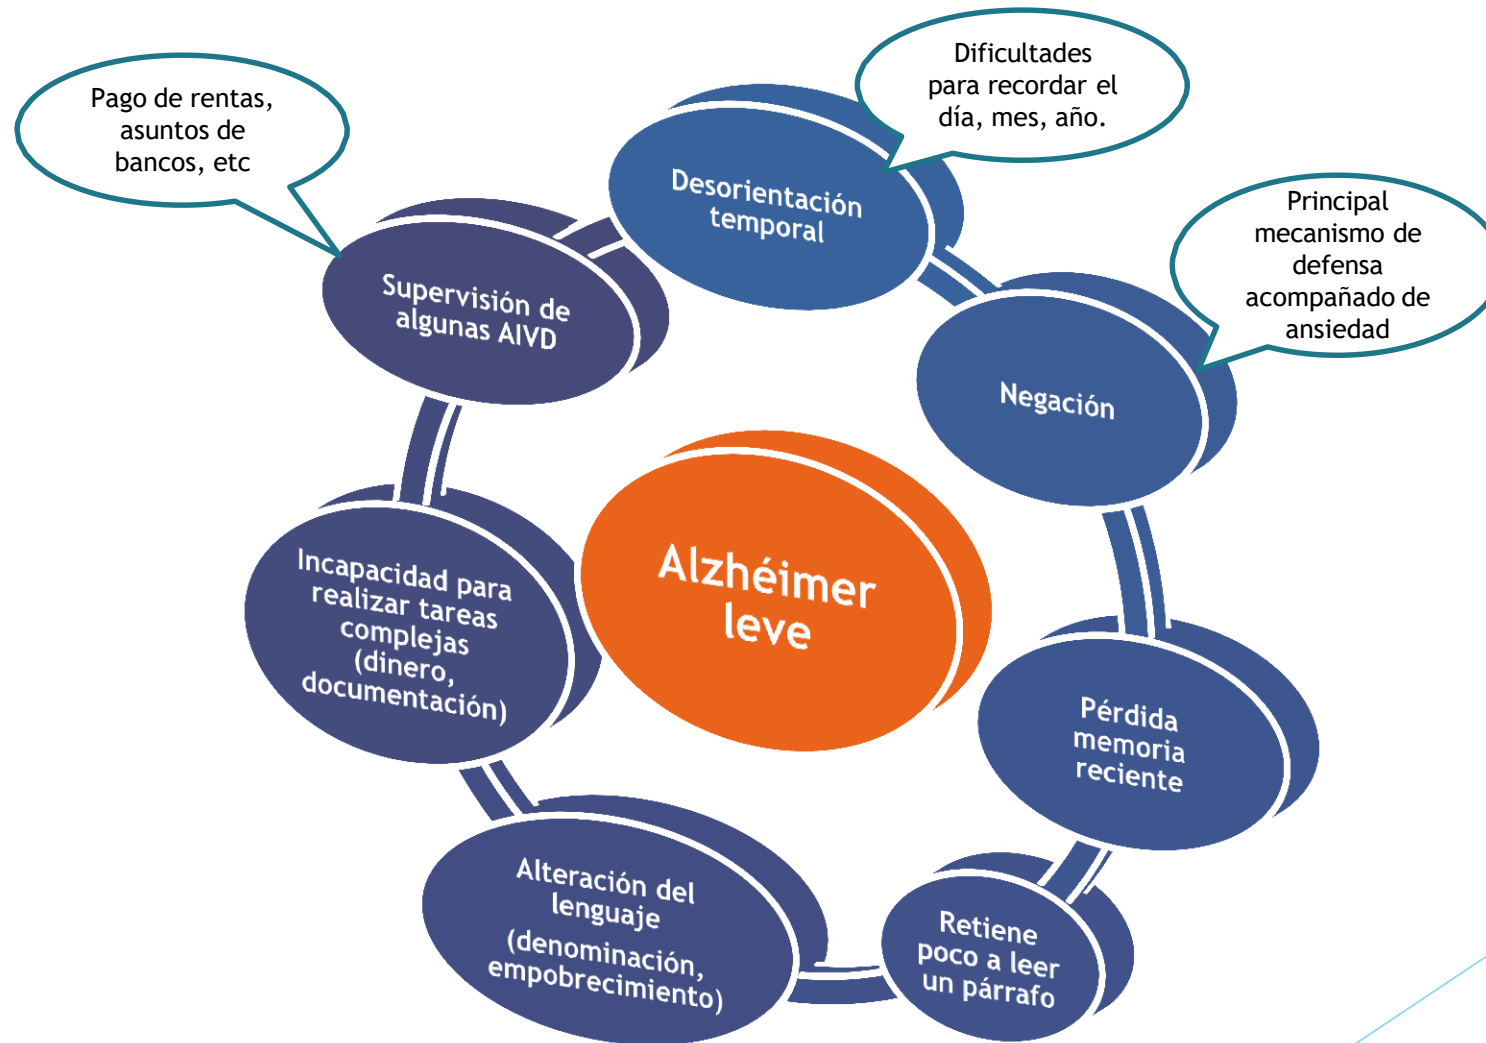 Dificultades
para recordar el
día, mes, año.
Pago de rentas,
asuntos de
bancos, etc
Desorientación
temporal
Principal
mecanismo de
defensa
acompañado de
ansiedad
Supervisión de
algunas AIVD
Negación
Alzhéimer
leve
Incapacidad para
realizar tareas
complejas
(dinero,
documentación)
Pérdida
memoria
reciente
Alteración del
lenguaje
(denominación,
empobrecimiento)
Retiene
poco a leer
un párrafo